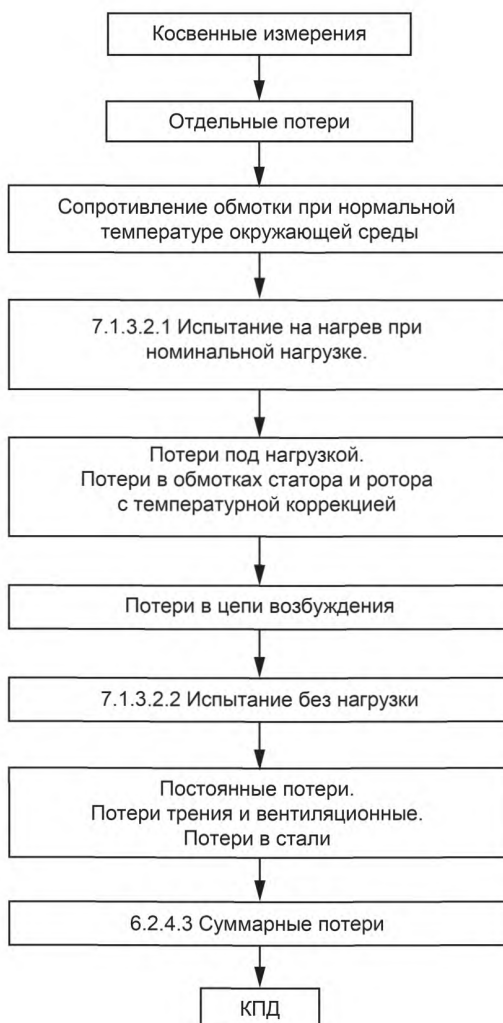 Косвенные измерения
Отдельные потери
Сопротивление обмотки при нормальной
температуре окружающей среды
7.1.3.2.1 Испытание на нагрев при
номинальной нагрузке.
Потери под нагрузкой.
Потери в обмотках статора и ротора
с температурной коррекцией
Потери в цепи возбуждения
7.1.3.2.2 Испытание без нагрузки
Постоянные потери.
Потери трения и вентиляционные.
Потери в стали
6.2.4.3 Суммарные потери
КПД